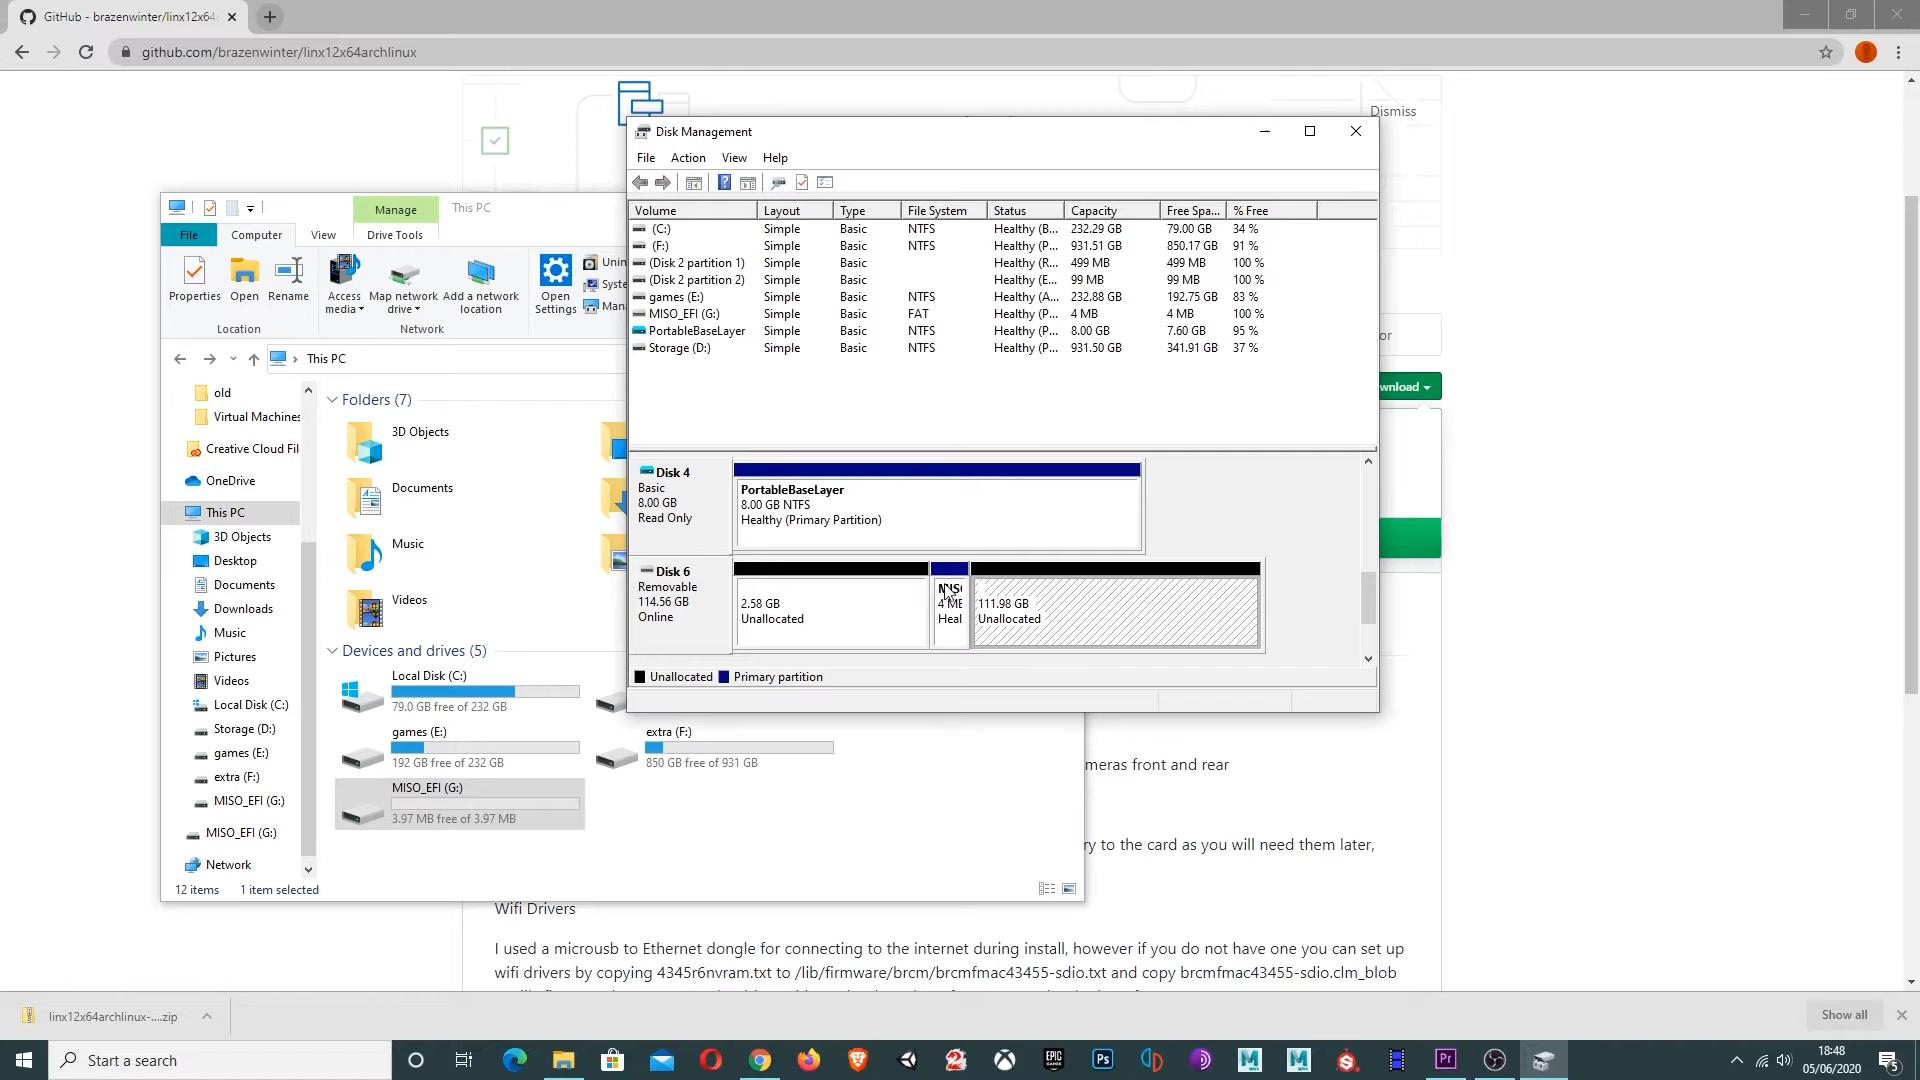 GitHub - brazenwinter/linx12x64
github.com/brazenwinter/linx12x64archlinux
Dismiss
Disk Management
File Action View Help
Volume Layout Type File System Status Capacity Free Spa... % Free
(C:) Simple Basic NTFS Healthy (B... 232.29 GB 79.00 GB 34 %
(F:) Simple Basic NTFS Healthy (P... 931.51 GB 850.17 GB 91 %
(Disk 2 partition 1) Simple Basic Healthy (R... 499 MB 499 MB 100 %
(Disk 2 partition 2) Simple Basic Healthy (E... 99 MB 99 MB 100 %
games (E:) Simple Basic NTFS Healthy (A... 232.88 GB 192.75 GB 83 %
MISO_EFI (G:) Simple Basic FAT Healthy (P... 4 MB 4 MB 100 %
PortableBaseLayer Simple Basic NTFS Healthy (P... 8.00 GB 7.60 GB 95 %
Storage (D:) Simple Basic NTFS Healthy (P... 931.50 GB 341.91 GB 37 %
Disk 4
Basic
8.00 GB
Read Only
PortableBaseLayer
8.00 GB NTFS
Healthy (Primary Partition)
Disk 6
Removable
114.56 GB
Online
2.58 GB
Unallocated
4 MB
Heal
111.98 GB
Unallocated
Unallocated Primary partition
Manage This PC
File Computer View Drive Tools
Properties Open Rename
Access media
Map network drive
Add a network location
Open Settings
Unin
Syste
Man
Location Network
This PC
old
Virtual Machines
Creative Cloud Fil
OneDrive
This PC
3D Objects
Desktop
Documents
Downloads
Music
Pictures
Videos
Local Disk (C:)
Storage (D:)
games (E:)
extra (F:)
MISO_EFI (G:)
MISO_EFI (G:)
Network
Folders (7)
3D Objects
Documents
Music
Videos
Devices and drives (5)
Local Disk (C:)
79.0 GB free of 232 GB
games (E:)
192 GB free of 232 GB
extra (F:)
850 GB free of 931 GB
MISO_EFI (G:)
3.97 MB free of 3.97 MB
12 items 1 item selected
or
wnload
meras front and rear
ry to the card as you will need them later,
Wifi Drivers
I used a microusb to Ethernet dongle for connecting to the internet during install, however if you do not have one you can set up
wifi drivers by copying 4345r6nvram.txt to /lib/firmware/brcm/brcmfmac43455-sdio.txt and copy brcmfmac43455-sdio.clm_blob
linx12x64archlinux-....zip
Show all
Start a search
18:48
05/06/2020
5